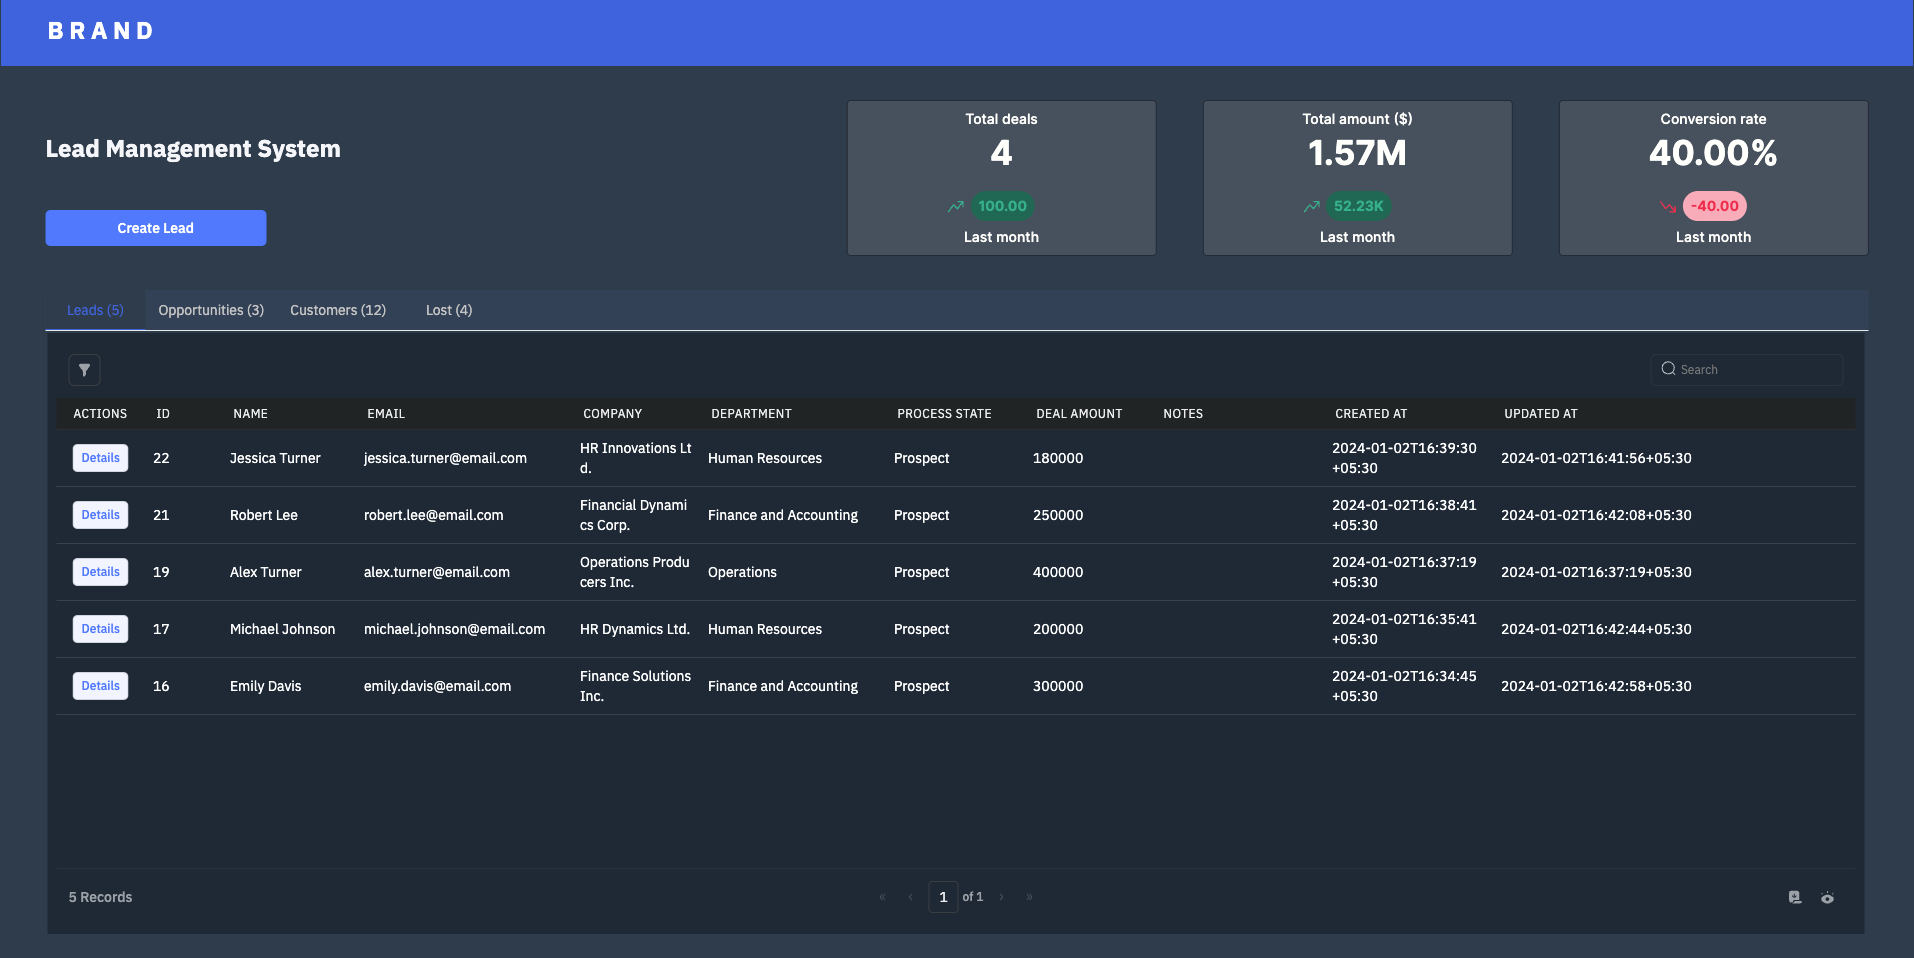 BRAND
Lead Management System
Create Lead
Total deals
4
100.00
Last month
Total amount ($)
1.57M
52.23K
Last month
Conversion rate
40.00%
-40.00
Last month
Leads (5) Opportunities (3) Customers (12) Lost (4)
Search
ACTIONS ID NAME EMAIL COMPANY DEPARTMENT PROCESS STATE DEAL AMOUNT NOTES CREATED AT UPDATED AT
Details 22 Jessica Turner jessica.turner@email.com HR Innovations Lt
d. Human Resources Prospect 180000 2024-01-02T16:39:30
+05:30 2024-01-02T16:41:56+05:30
Details 21 Robert Lee robert.lee@email.com Financial Dynami
cs Corp. Finance and Accounting Prospect 250000 2024-01-02T16:38:41
+05:30 2024-01-02T16:42:08+05:30
Details 19 Alex Turner alex.turner@email.com Operations Produ
cers Inc. Operations Prospect 400000 2024-01-02T16:37:19
+05:30 2024-01-02T16:37:19+05:30
Details 17 Michael Johnson michael.johnson@email.com HR Dynamics Ltd. Human Resources Prospect 200000 2024-01-02T16:35:41
+05:30 2024-01-02T16:42:44+05:30
Details 16 Emily Davis emily.davis@email.com Finance Solutions
Inc. Finance and Accounting Prospect 300000 2024-01-02T16:34:45
+05:30 2024-01-02T16:42:58+05:30
5 Records « ‹ 1 of 1 › »